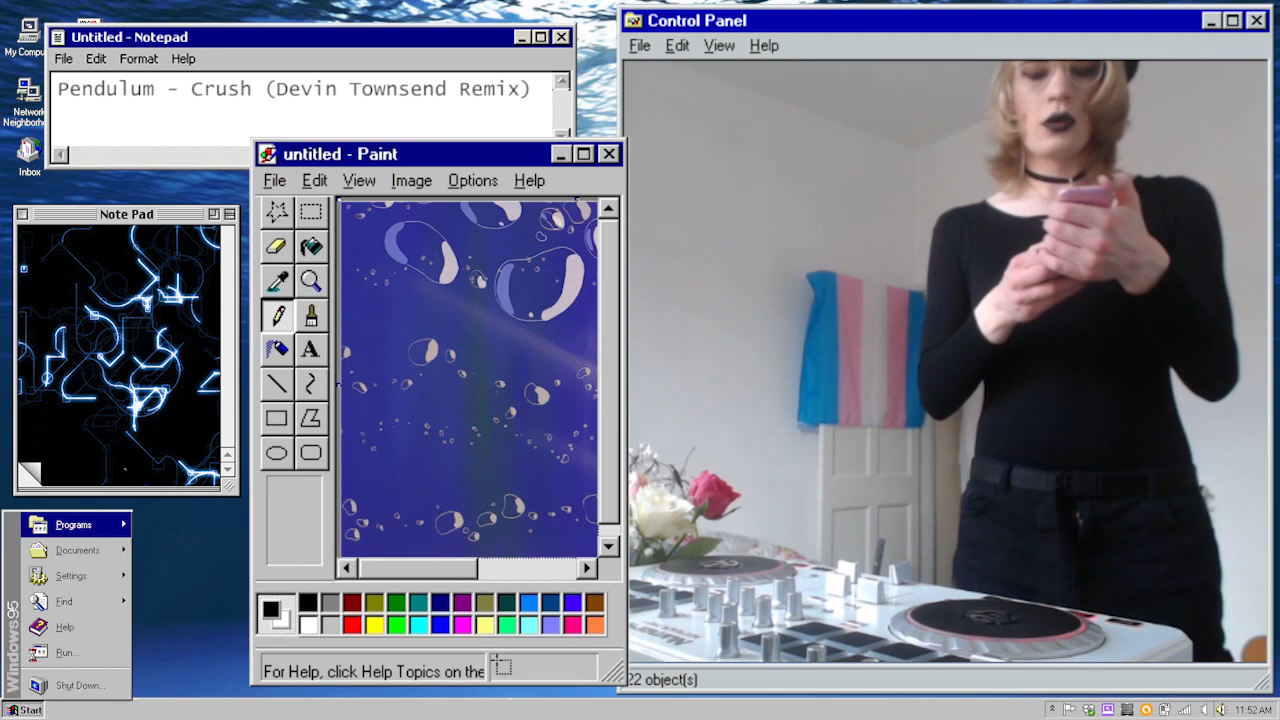 My Compu
Network
Neighborho
Inbox
Untitled - Notepad
File Edit Format Help
Pendulum - Crush (Devin Townsend Remix)
untitled - Paint
File Edit View Image Options Help
A
For Help, click Help Topics on the
Note Pad
Programs
Documents
Settings
Find
Help
Run...
Shut Down...
Windows95
Start
Control Panel
File Edit View Help
22 object(s)
11:52 AM